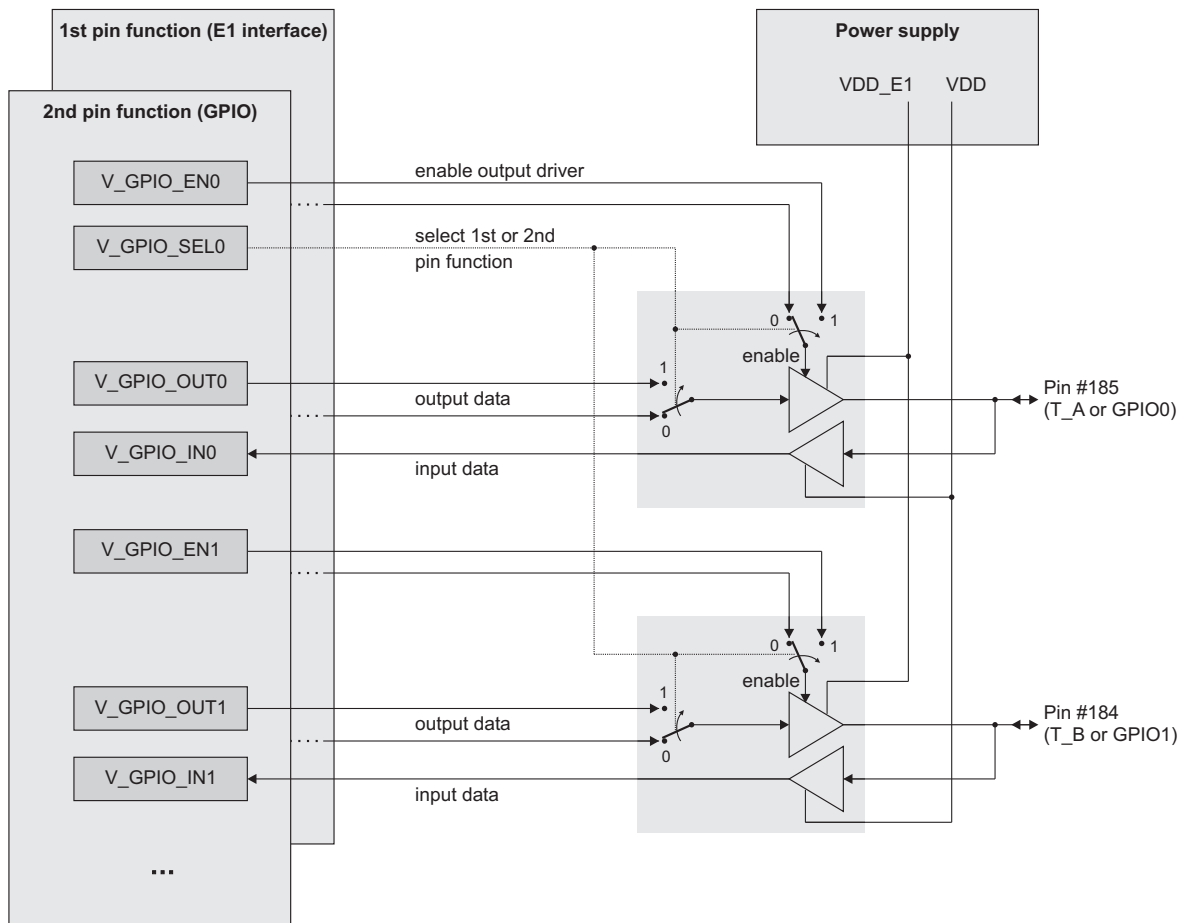 1st pin function (E1 interface)
2nd pin function (GPIO)
Power supply
VDD_E1
VDD
V_GPIO_EN0
enable output driver
V_GPIO_SEL0
select 1st or 2nd
pin function
0
1
enable
V_GPIO_OUT0
1
output data
0
Pin #185
(T_A or GPIO0)
V_GPIO_IN0
input data
V_GPIO_EN1
0
1
enable
V_GPIO_OUT1
1
output data
0
Pin #184
(T_B or GPIO1)
V_GPIO_IN1
input data
...